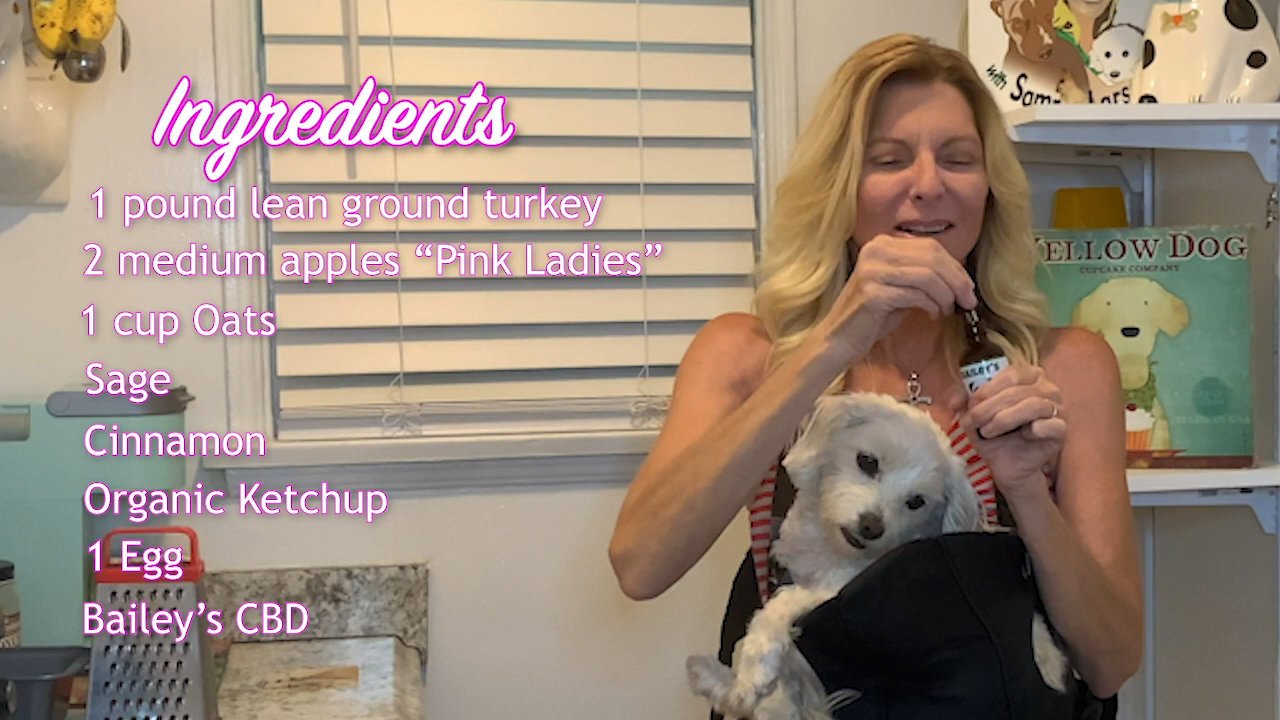 Ingredients
1 pound lean ground turkey
2 medium apples “Pink Ladies”
1 cup Oats
Sage
Cinnamon
Organic Ketchup
1 Egg
Bailey’s CBD
with
YELLOW DOG
CUPCAKE COMPANY